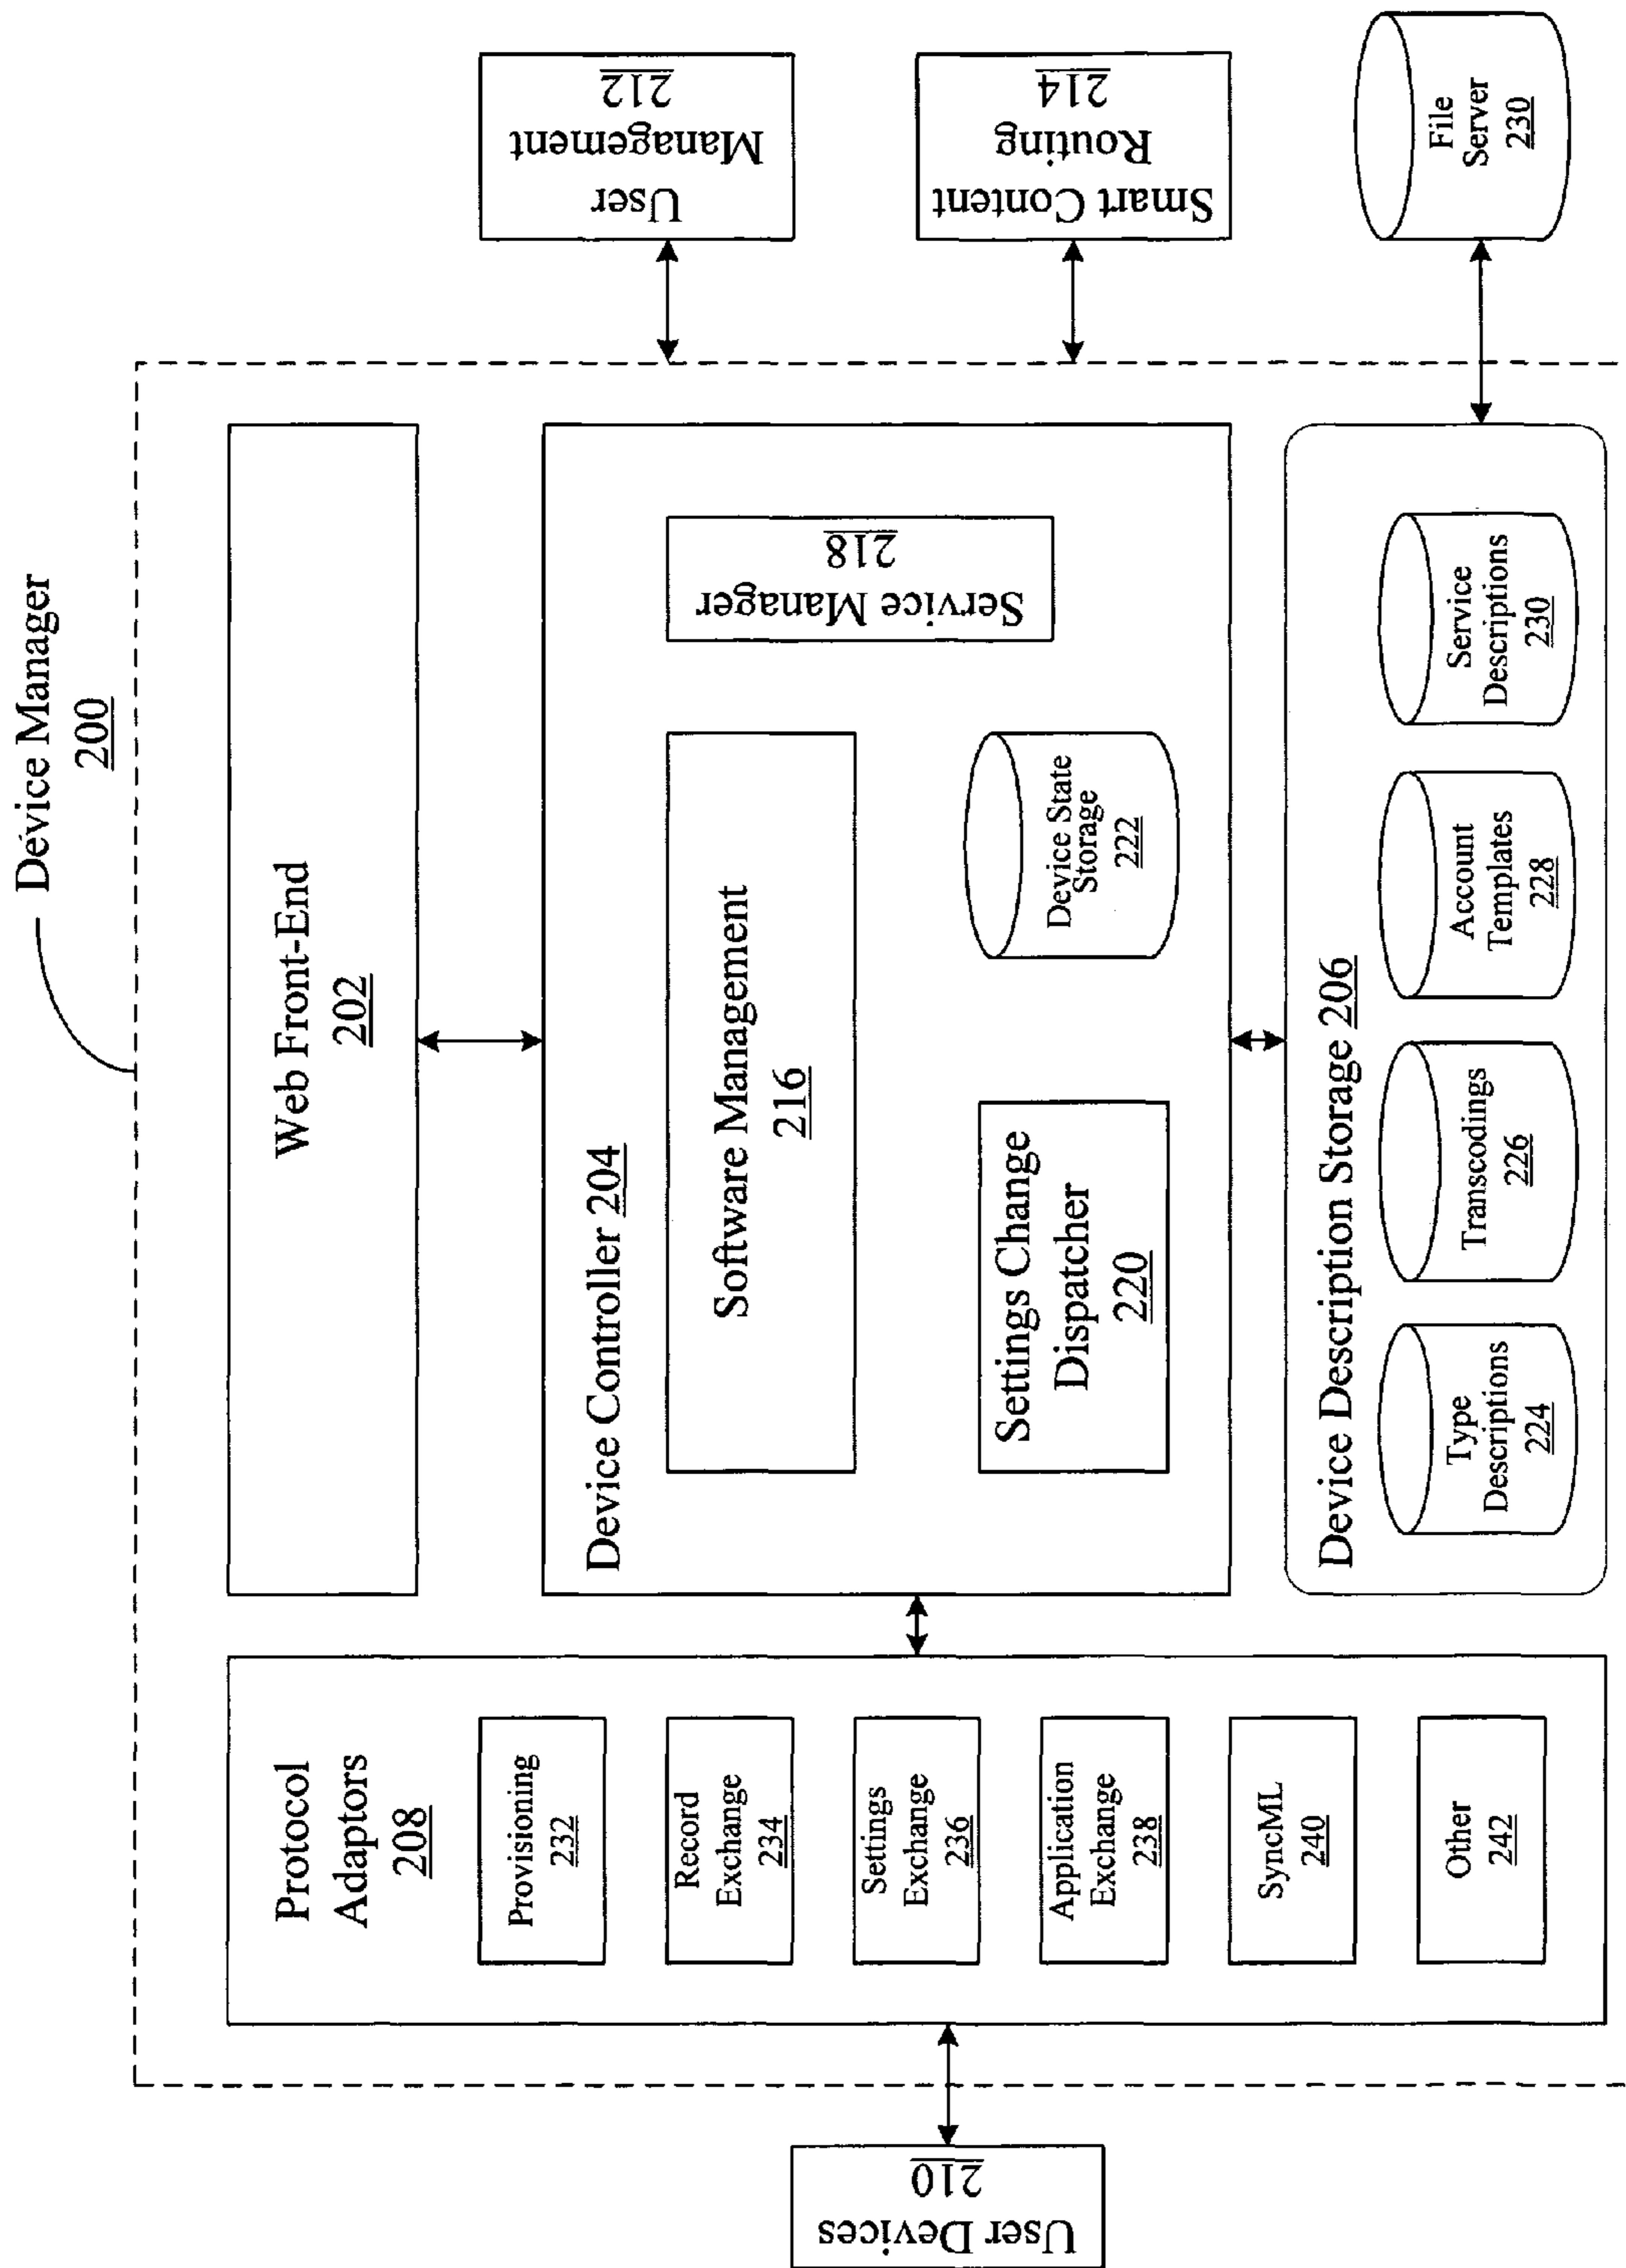 Device Manager
200
Web Front-End
202
Device Controller 204
Software Management
216
Service Manager
218
Settings Change
Dispatcher
220
Device State
Storage
222
Device Description Storage 206
Type
Descriptions
224
Transcodings
226
Account
Templates
228
Service
Descriptions
230
Protocol
Adaptors
208
Provisioning
232
Record
Exchange
234
Settings
Exchange
236
Application
Exchange
238
SyncML
240
Other
242
User Devices
210
User
Management
212
Smart Content
Routing
214
File
Server
230